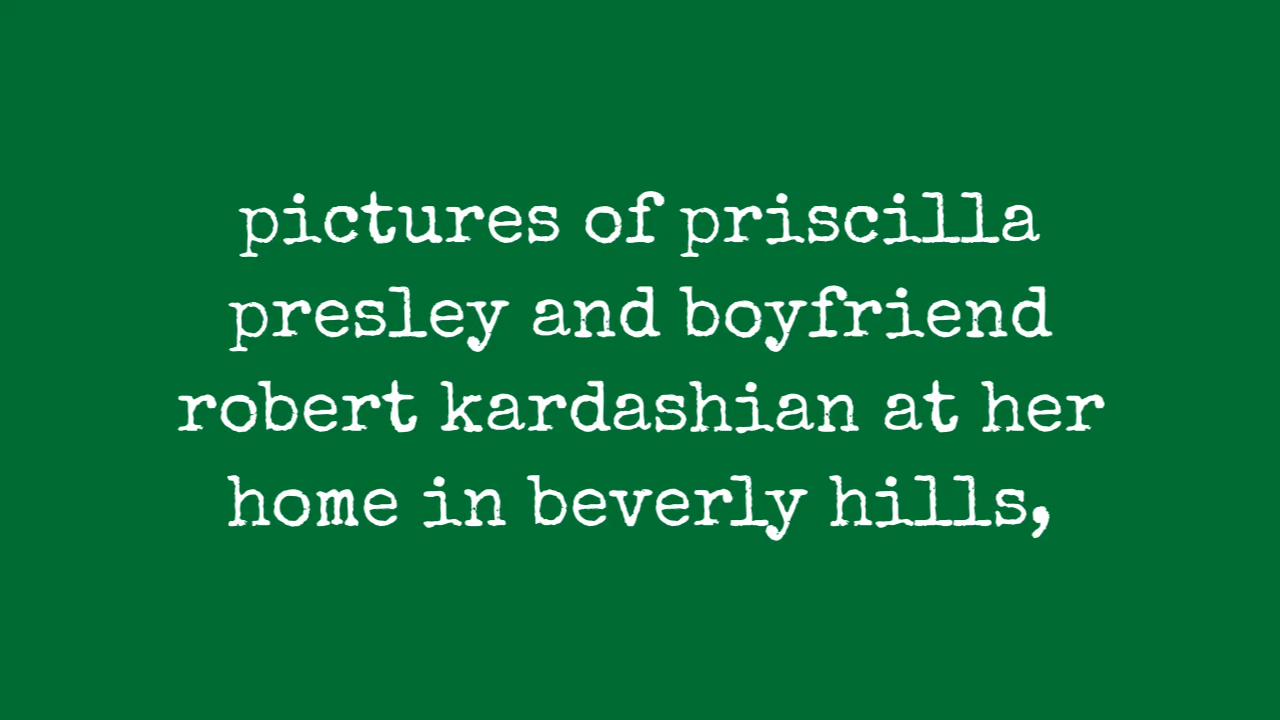 pictures of priscilla
presley and boyfriend
robert kardashian at her
home in beverly hills,